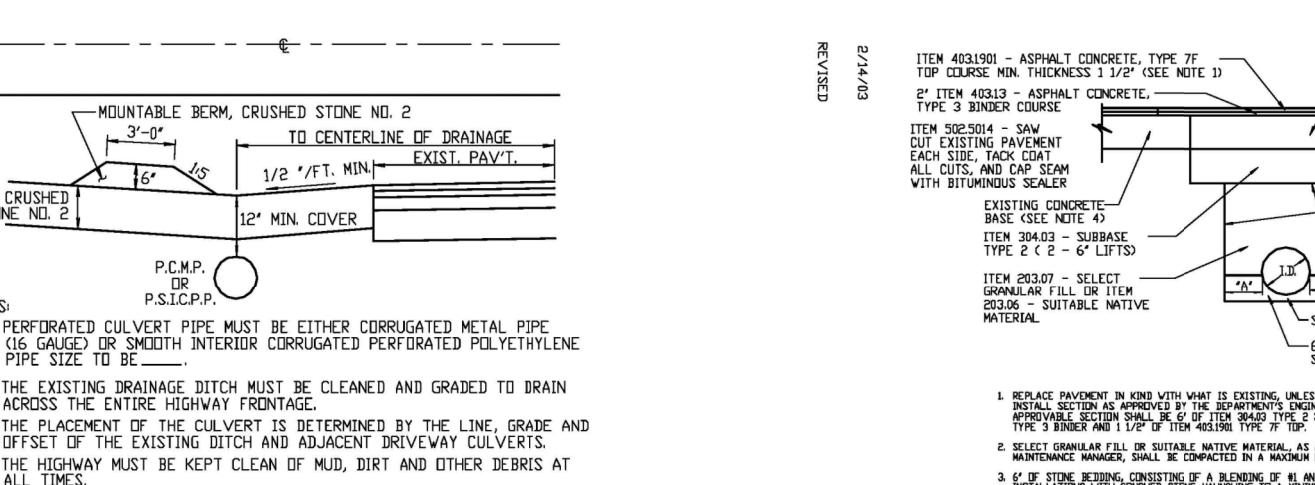 ℄
MOUNTABLE BERM, CRUSHED STONE NO. 2
3'-0"
TO CENTERLINE OF DRAINAGE
EXIST. PAV'T.
1/2 "/FT. MIN.
6"
1:5
CRUSHED
NO. 2
12" MIN. COVER
P.C.M.P.
OR
P.S.I.C.P.P.
PERFORATED CULVERT PIPE MUST BE EITHER CORRUGATED METAL PIPE
(16 GAUGE) OR SMOOTH INTERIOR CORRUGATED PERFORATED POLYETHYLENE
PIPE SIZE TO BE _____.
THE EXISTING DRAINAGE DITCH MUST BE CLEANED AND GRADED TO DRAIN
ACROSS THE ENTIRE HIGHWAY FRONTAGE.
THE PLACEMENT OF THE CULVERT IS DETERMINED BY THE LINE, GRADE AND
OFFSET OF THE EXISTING DITCH AND ADJACENT DRIVEWAY CULVERTS.
THE HIGHWAY MUST BE KEPT CLEAN OF MUD, DIRT AND OTHER DEBRIS AT
ALL TIMES.
2/14/03
REVISED
ITEM 403.1901 - ASPHALT CONCRETE, TYPE 7F
TOP COURSE MIN. THICKNESS 1 1/2" (SEE NOTE 1)
2" ITEM 403.13 - ASPHALT CONCRETE,
TYPE 3 BINDER COURSE
ITEM 502.5014 - SAW
CUT EXISTING PAVEMENT
EACH SIDE, TACK COAT
ALL CUTS, AND CAP SEAM
WITH BITUMINOUS SEALER
EXISTING CONCRETE
BASE (SEE NOTE 4)
ITEM 304.03 - SUBBASE
TYPE 2 ( 2 - 6" LIFTS)
ITEM 203.07 - SELECT
GRANULAR FILL OR ITEM
203.06 - SUITABLE NATIVE
MATERIAL
"A"
I.D.
1. REPLACE PAVEMENT IN KIND WITH WHAT IS EXISTING,
INSTALL SECTION AS APPROVED BY THE DEPARTMENT'S
APPROVABLE SECTION SHALL BE 6" OF ITEM 304.03 TYPE 2
TYPE 3 BINDER AND 1 1/2" OF ITEM 403.1901 TYPE 7F TOP.
2. SELECT GRANULAR FILL OR SUITABLE NATIVE MATERIAL, AS
MAINTENANCE MANAGER, SHALL BE COMPACTED IN A MAXIMUM
3. 6" OF STONE BEDDING, CONSISTING OF A BLENDING OF #1